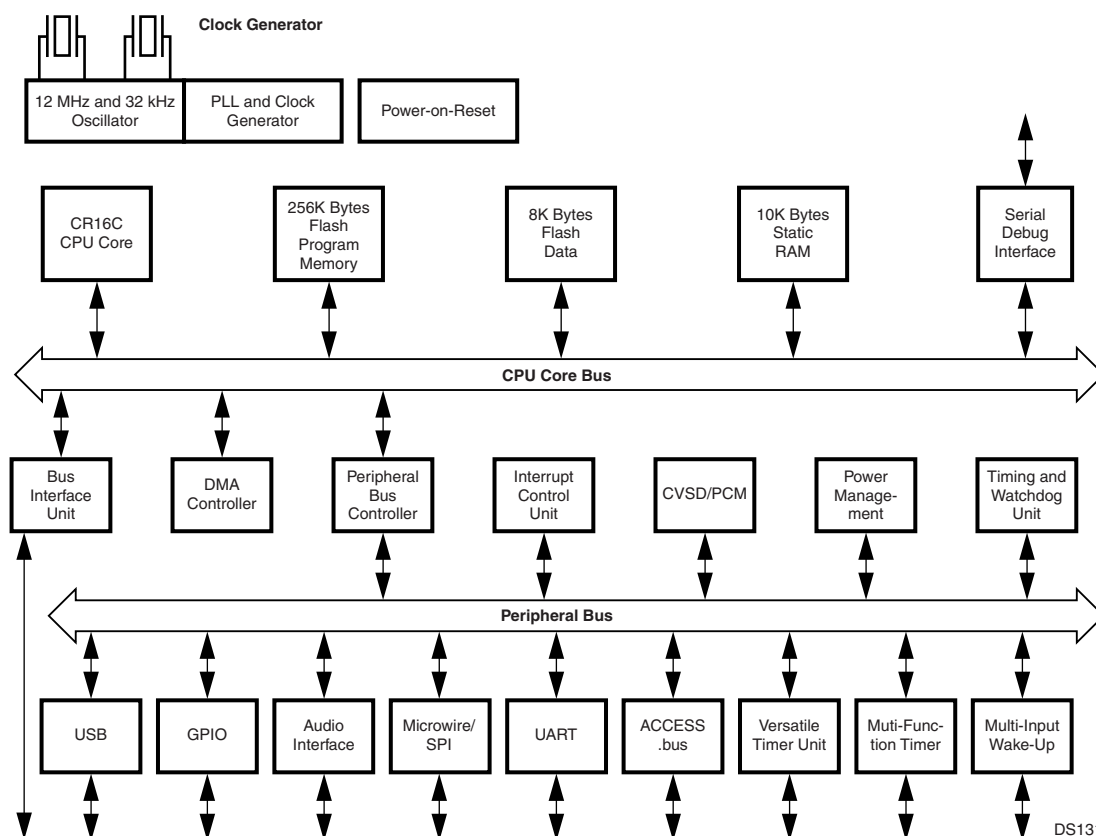 Clock Generator
12 MHz and 32 kHz
Oscillator
PLL and Clock
Generator
Power-on-Reset
CR16C
CPU Core
256K Bytes
Flash
Program
Memory
8K Bytes
Flash
Data
10K Bytes
Static
RAM
Serial
Debug
Interface
CPU Core Bus
Bus
Interface
Unit
DMA
Controller
Peripheral
Bus
Controller
Interrupt
Control
Unit
CVSD/PCM
Power
Manage-
ment
Timing and
Watchdog
Unit
Peripheral Bus
USB
GPIO
Audio
Interface
Microwire/
SPI
UART
ACCESS
.bus
Versatile
Timer Unit
Muti-Func-
tion Timer
Multi-Input
Wake-Up